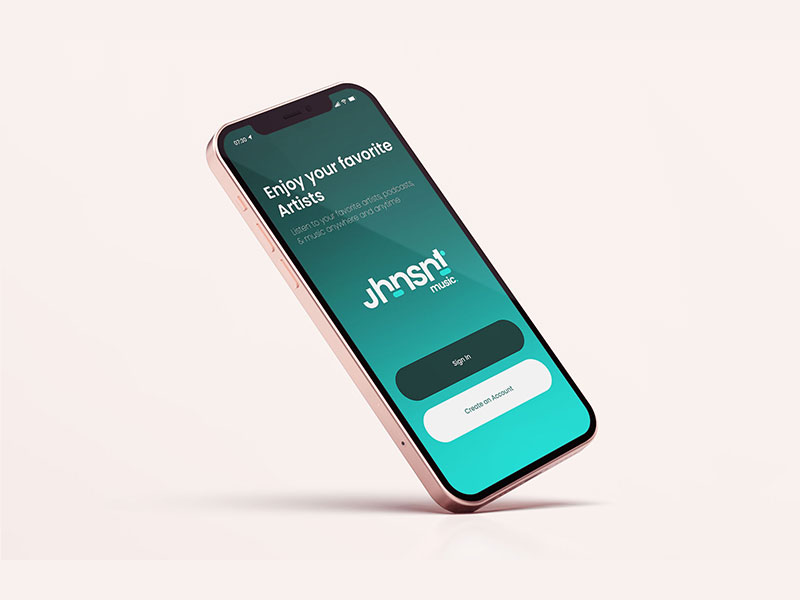 07:30
Enjoy your favorite
Artists
Listen to your favorite artists, podcasts,
& music anywhere and anytime
Jhnsnt
music.
Sign In
Create an Account